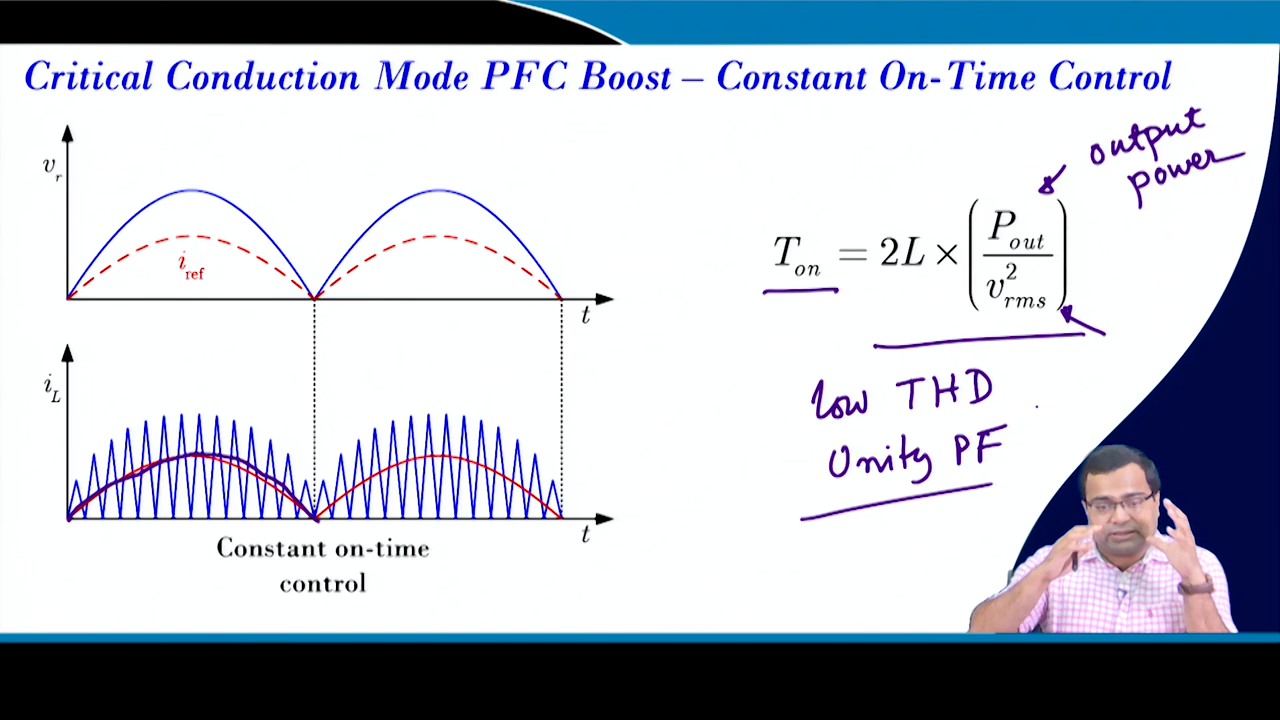 Critical Conduction Mode PFC Boost – Constant On-Time Control
v_r
i_ref
t
i_L
t
Constant on-time
control
T_on = 2L × (P_out / v_rms^2)
output
power
low THD
Unity PF